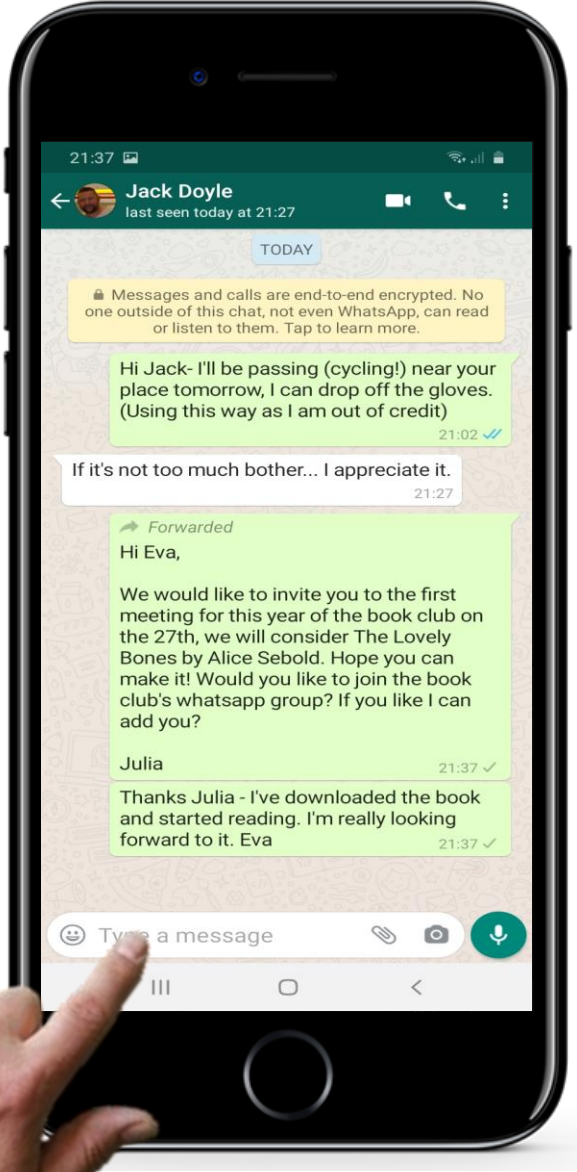 21:37
Jack Doyle
last seen today at 21:27
TODAY
Messages and calls are end-to-end encrypted. No
one outside of this chat, not even WhatsApp, can read
or listen to them. Tap to learn more.
Hi Jack- I'll be passing (cycling!) near your
place tomorrow, I can drop off the gloves.
(Using this way as I am out of credit)
21:02
If it's not too much bother... I appreciate it.
21:27
Forwarded
Hi Eva,
We would like to invite you to the first
meeting for this year of the book club on
the 27th, we will consider The Lovely
Bones by Alice Sebold. Hope you can
make it! Would you like to join the book
club's whatsapp group? If you like I can
add you?
Julia
21:37
Thanks Julia - I've downloaded the book
and started reading. I'm really looking
forward to it. Eva
21:37
Type a message